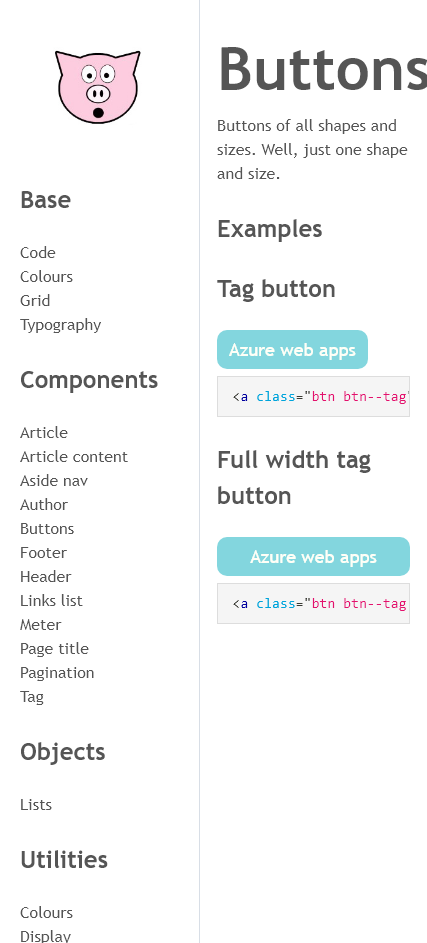 Base
Code
Colours
Grid
Typography
Components
Article
Article content
Aside nav
Author
Buttons
Footer
Header
Links list
Meter
Page title
Pagination
Tag
Objects
Lists
Utilities
Colours
Display
Buttons
Buttons of all shapes and
sizes. Well, just one shape
and size.
Examples
Tag button
Azure web apps
<a class="btn btn--tag"
Full width tag
button
Azure web apps
<a class="btn btn--tag